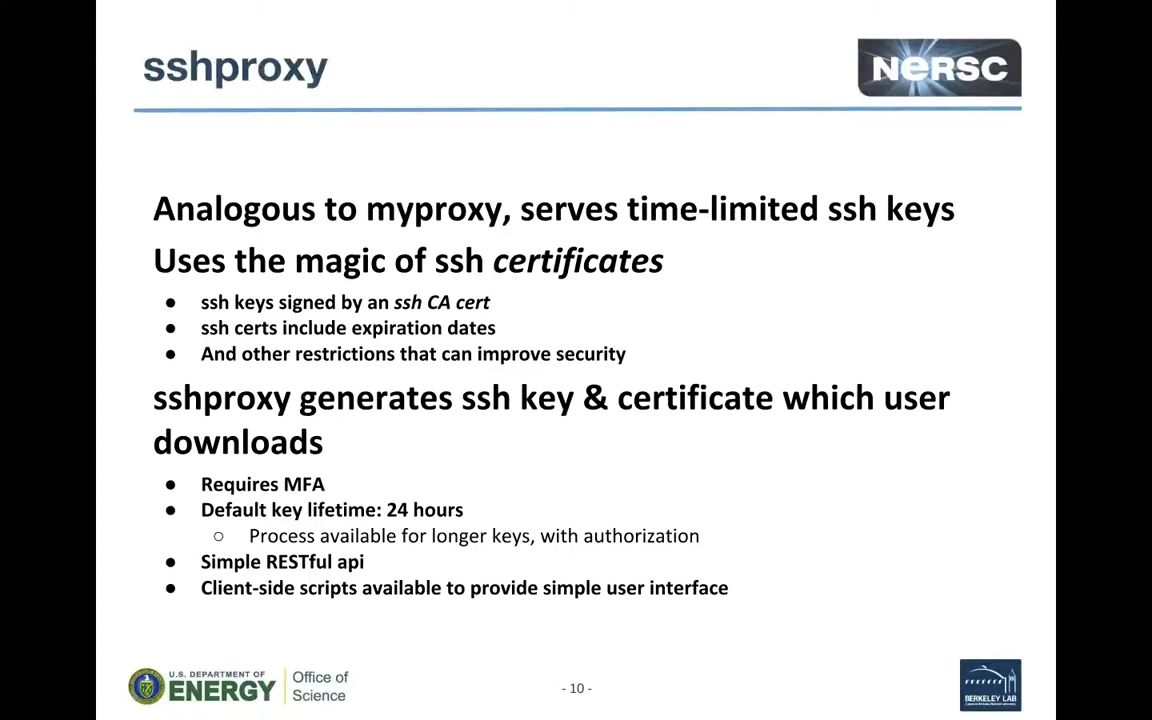 sshproxy
NERSC
Analogous to myproxy, serves time-limited ssh keys
Uses the magic of ssh certificates
● ssh keys signed by an ssh CA cert
● ssh certs include expiration dates
● And other restrictions that can improve security
sshproxy generates ssh key & certificate which user
downloads
● Requires MFA
● Default key lifetime: 24 hours
○ Process available for longer keys, with authorization
● Simple RESTful api
● Client-side scripts available to provide simple user interface
U.S. DEPARTMENT OF
ENERGY
Office of
Science
- 10 -
BERKELEY LAB